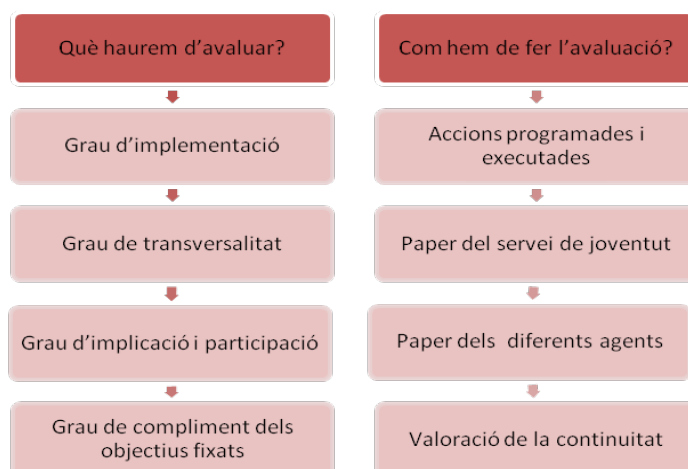 Què haurem d'avaluar?
Grau d'implementació
Grau de transversalitat
Grau d'implicació i participació
Grau de compliment dels
objectius fixats
Com hem de fer l'avaluació?
Accions programades i
executades
Paper del servei de joventut
Paper dels diferents agents
Valoració de la continuitat